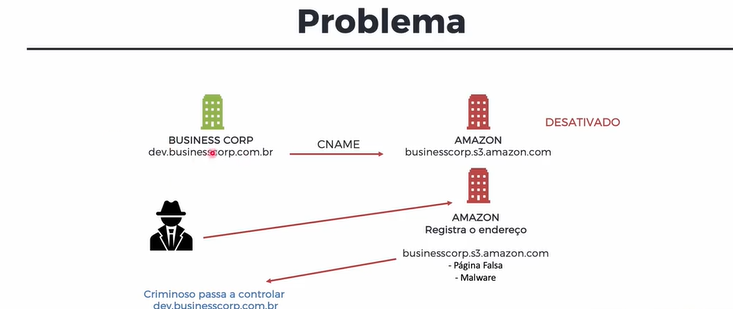 Problema
BUSINESS CORP
dev.businesscorp.com.br
CNAME
AMAZON
businesscorp.s3.amazon.com
DESATIVADO
AMAZON
Registra o endereço
businesscorp.s3.amazon.com
- Página Falsa
- Malware
Criminoso passa a controlar
dev.businesscorp.com.br